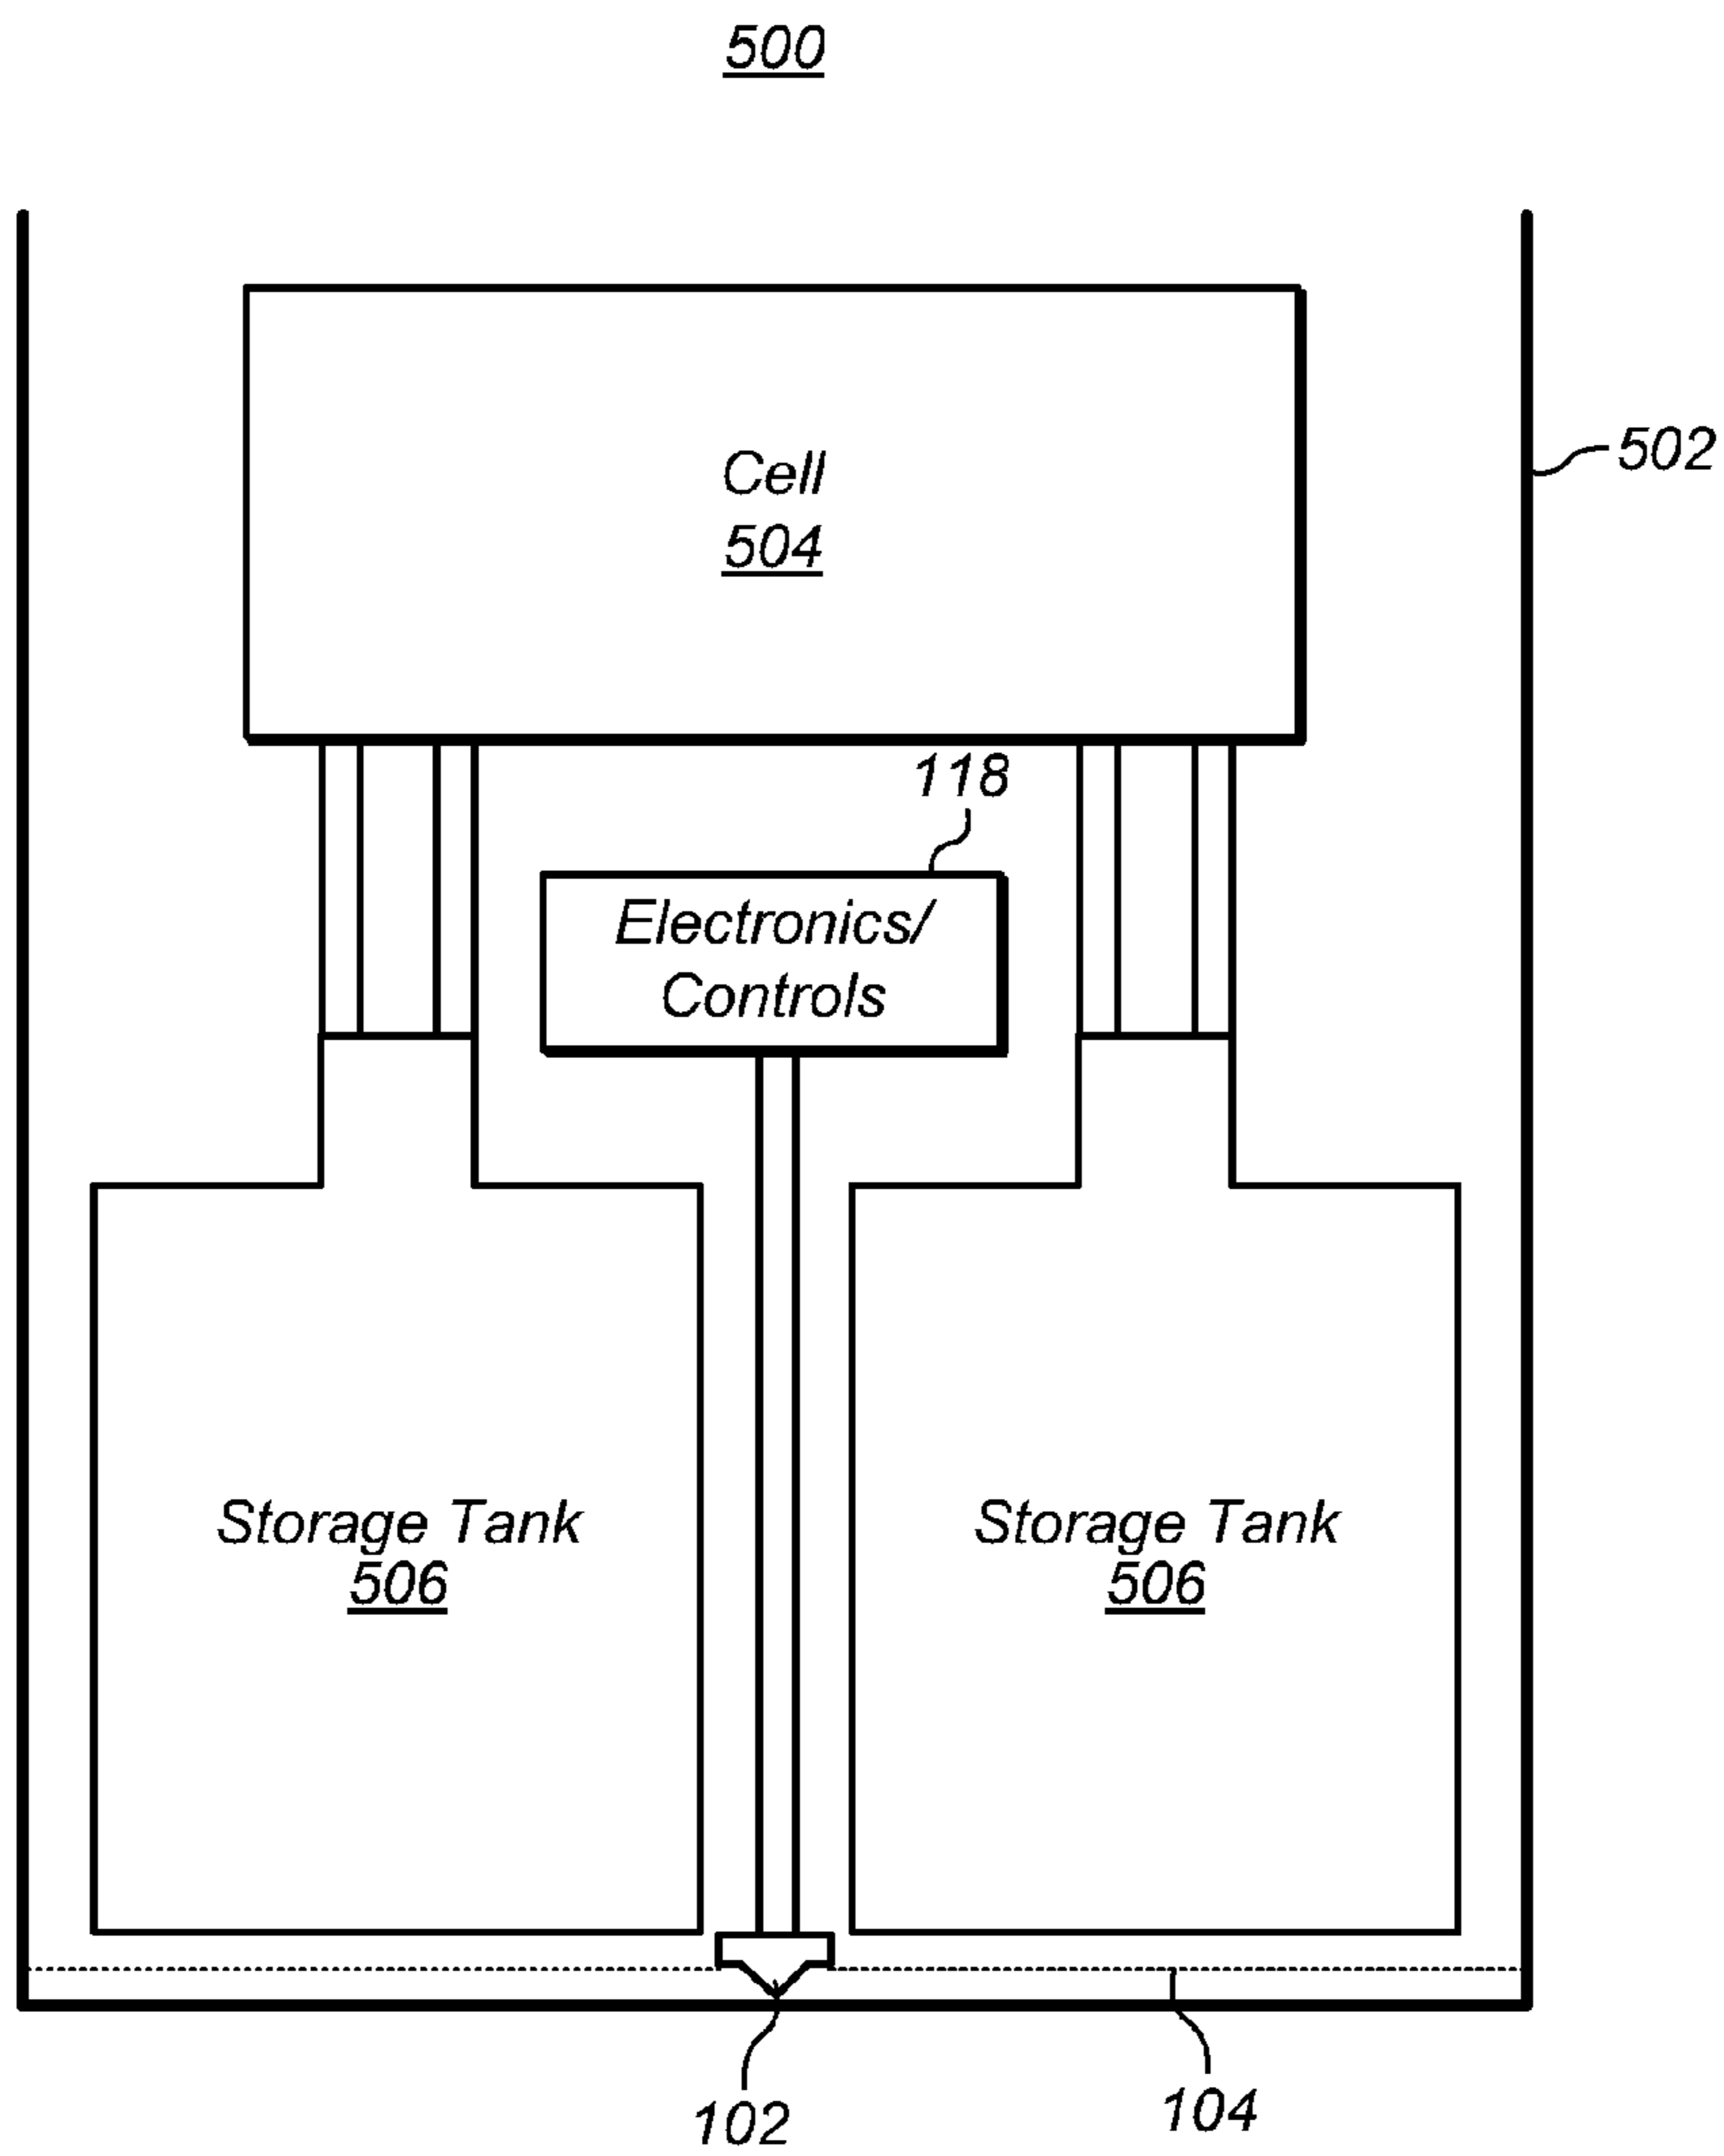 500
502
Cell
504
118
Electronics/
Controls
Storage Tank
506
Storage Tank
506
102
104